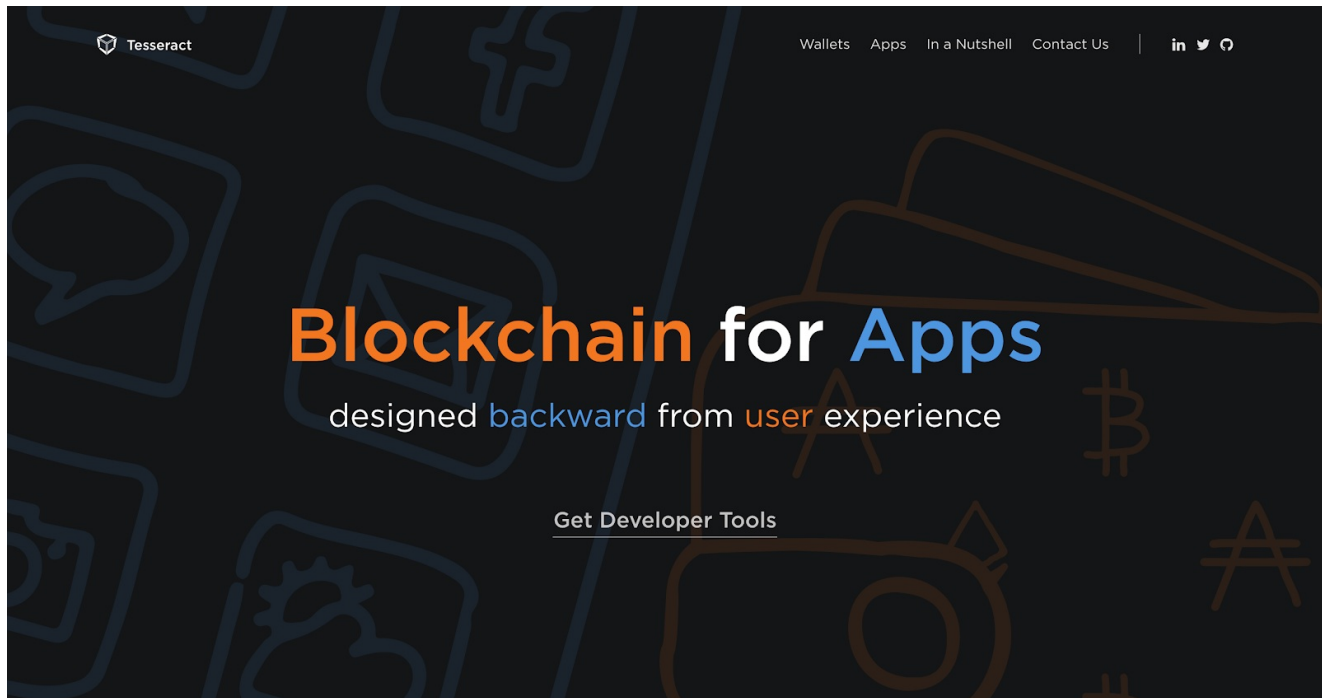 Tesseract
Wallets Apps In a Nutshell Contact Us
Blockchain for Apps
designed backward from user experience
Get Developer Tools